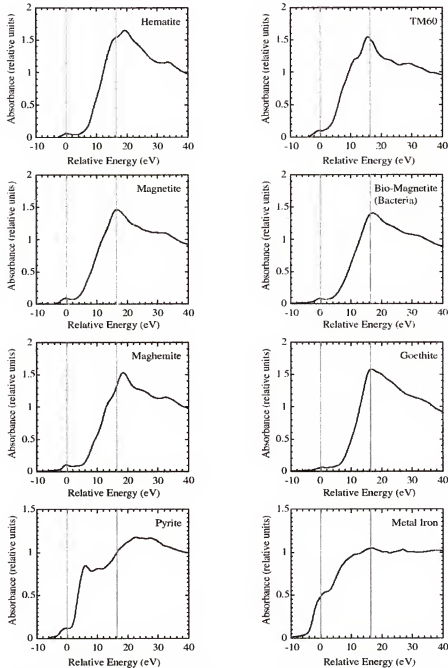 Hematite
Absorbance (relative units)
2
1.5
1
0.5
0
-10 0 10 20 30 40
Relative Energy (eV)
TM60
Absorbance (relative units)
2
1.5
1
0.5
0
-10 0 10 20 30 40
Relative Energy (eV)
Magnetite
Absorbance (relative units)
2
1.5
1
0.5
0
-10 0 10 20 30 40
Relative Energy (eV)
Bio-Magnetite
(Bacteria)
Absorbance (relative units)
2
1.5
1
0.5
0
-10 0 10 20 30 40
Relative Energy (eV)
Maghemite
Absorbance (relative units)
2
1.5
1
0.5
0
-10 0 10 20 30 40
Relative Energy (eV)
Goethite
Absorbance (relative units)
2
1.5
1
0.5
0
-10 0 10 20 30 40
Relative Energy (eV)
Pyrite
Absorbance (relative units)
1.5
1
0.5
0
-10 0 10 20 30 40
Relative Energy (eV)
Metal Iron
Absorbance (relative units)
1.5
1
0.5
0
-10 0 10 20 30 40
Relative Energy (eV)